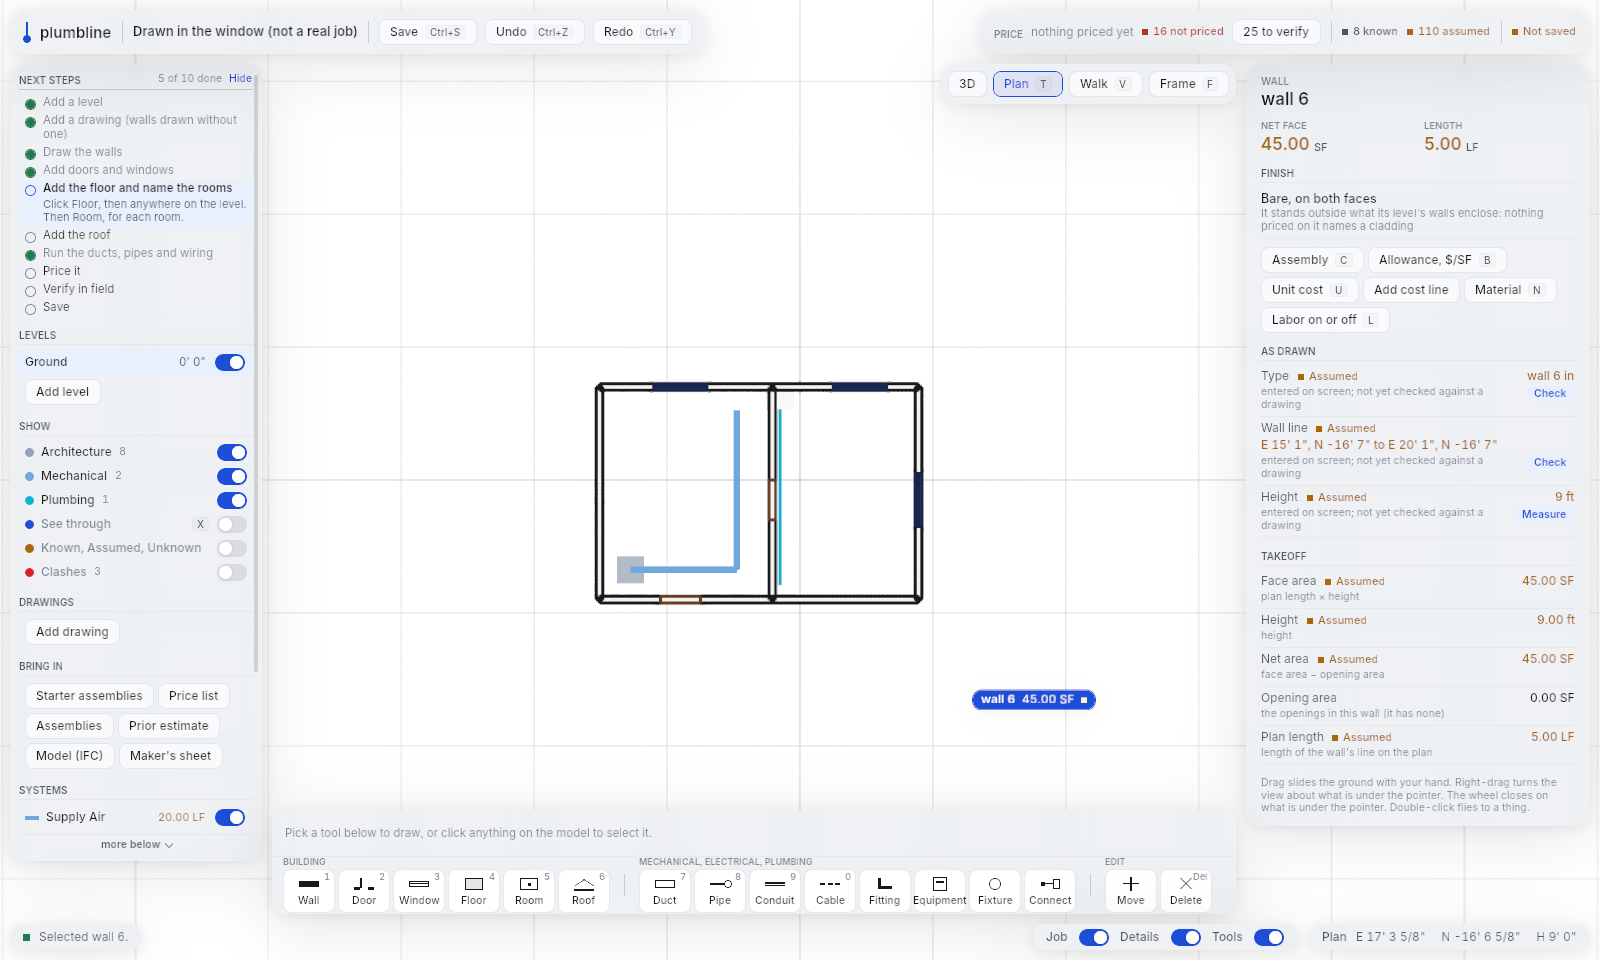 plumbline
Drawn in the window (not a real job)
Save Ctrl+S
Undo Ctrl+Z
Redo Ctrl+Y
PRICE nothing priced yet
16 not priced
25 to verify
8 known
110 assumed
Not saved
NEXT STEPS
5 of 10 done
Hide
Add a level
Add a drawing (walls drawn without
one)
Draw the walls
Add doors and windows
Add the floor and name the rooms
Click Floor, then anywhere on the level.
Then Room, for each room.
Add the roof
Run the ducts, pipes and wiring
Price it
Verify in field
Save
LEVELS
Ground 0' 0"
Add level
SHOW
Architecture 8
Mechanical 2
Plumbing 1
See through X
Known, Assumed, Unknown
Clashes 3
DRAWINGS
Add drawing
BRING IN
Starter assemblies
Price list
Assemblies
Prior estimate
Model (IFC)
Maker's sheet
SYSTEMS
Supply Air 20.00 LF
more below
3D
Plan T
Walk V
Frame F
wall 6 45.00 SF
WALL
wall 6
NET FACE
LENGTH
45.00 SF
5.00 LF
FINISH
Bare, on both faces
It stands outside what its level's walls enclose: nothing
priced on it names a cladding
Assembly C
Allowance, $/SF B
Unit cost U
Add cost line
Material N
Labor on or off L
AS DRAWN
Type Assumed wall 6 in
entered on screen; not yet checked against a
drawing
Check
Wall line Assumed
E 15' 1", N -16' 7" to E 20' 1", N -16' 7"
entered on screen; not yet checked against a
drawing
Check
Height Assumed 9 ft
entered on screen; not yet checked against a
drawing
Measure
TAKEOFF
Face area Assumed 45.00 SF
plan length × height
Height Assumed 9.00 ft
height
Net area Assumed 45.00 SF
face area − opening area
Opening area 0.00 SF
the openings in this wall (it has none)
Plan length Assumed 5.00 LF
length of the wall's line on the plan
Drag slides the ground with your hand. Right-drag turns the
view about what is under the pointer. The wheel closes on
what is under the pointer. Double-click flies to a thing.
Pick a tool below to draw, or click anything on the model to select it.
BUILDING
Wall 1
Door 2
Window 3
Floor 4
Room 5
Roof 6
MECHANICAL, ELECTRICAL, PLUMBING
Duct 7
Pipe 8
Conduit 9
Cable 0
Fitting
Equipment
Fixture
Connect
EDIT
Move
Delete Del
Selected wall 6.
Job
Details
Tools
Plan E 17' 3 5/8" N -16' 6 5/8" H 9' 0"